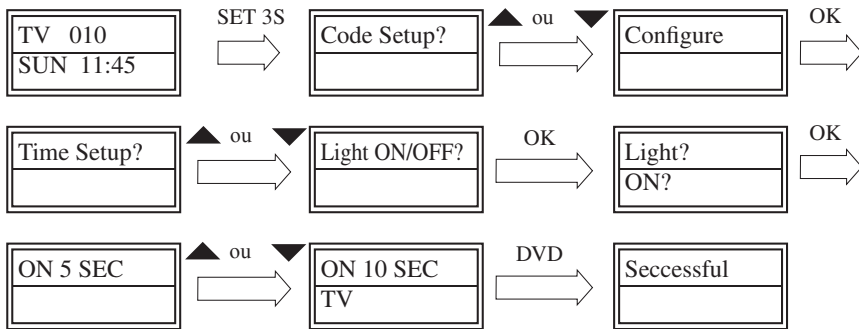 TV 010
SUN 11:45
SET 3S
Code Setup?
ou
Configure
OK
Time Setup?
ou
Light ON/OFF?
OK
Light?
ON?
OK
ON 5 SEC
ou
ON 10 SEC
TV
DVD
Seccessful